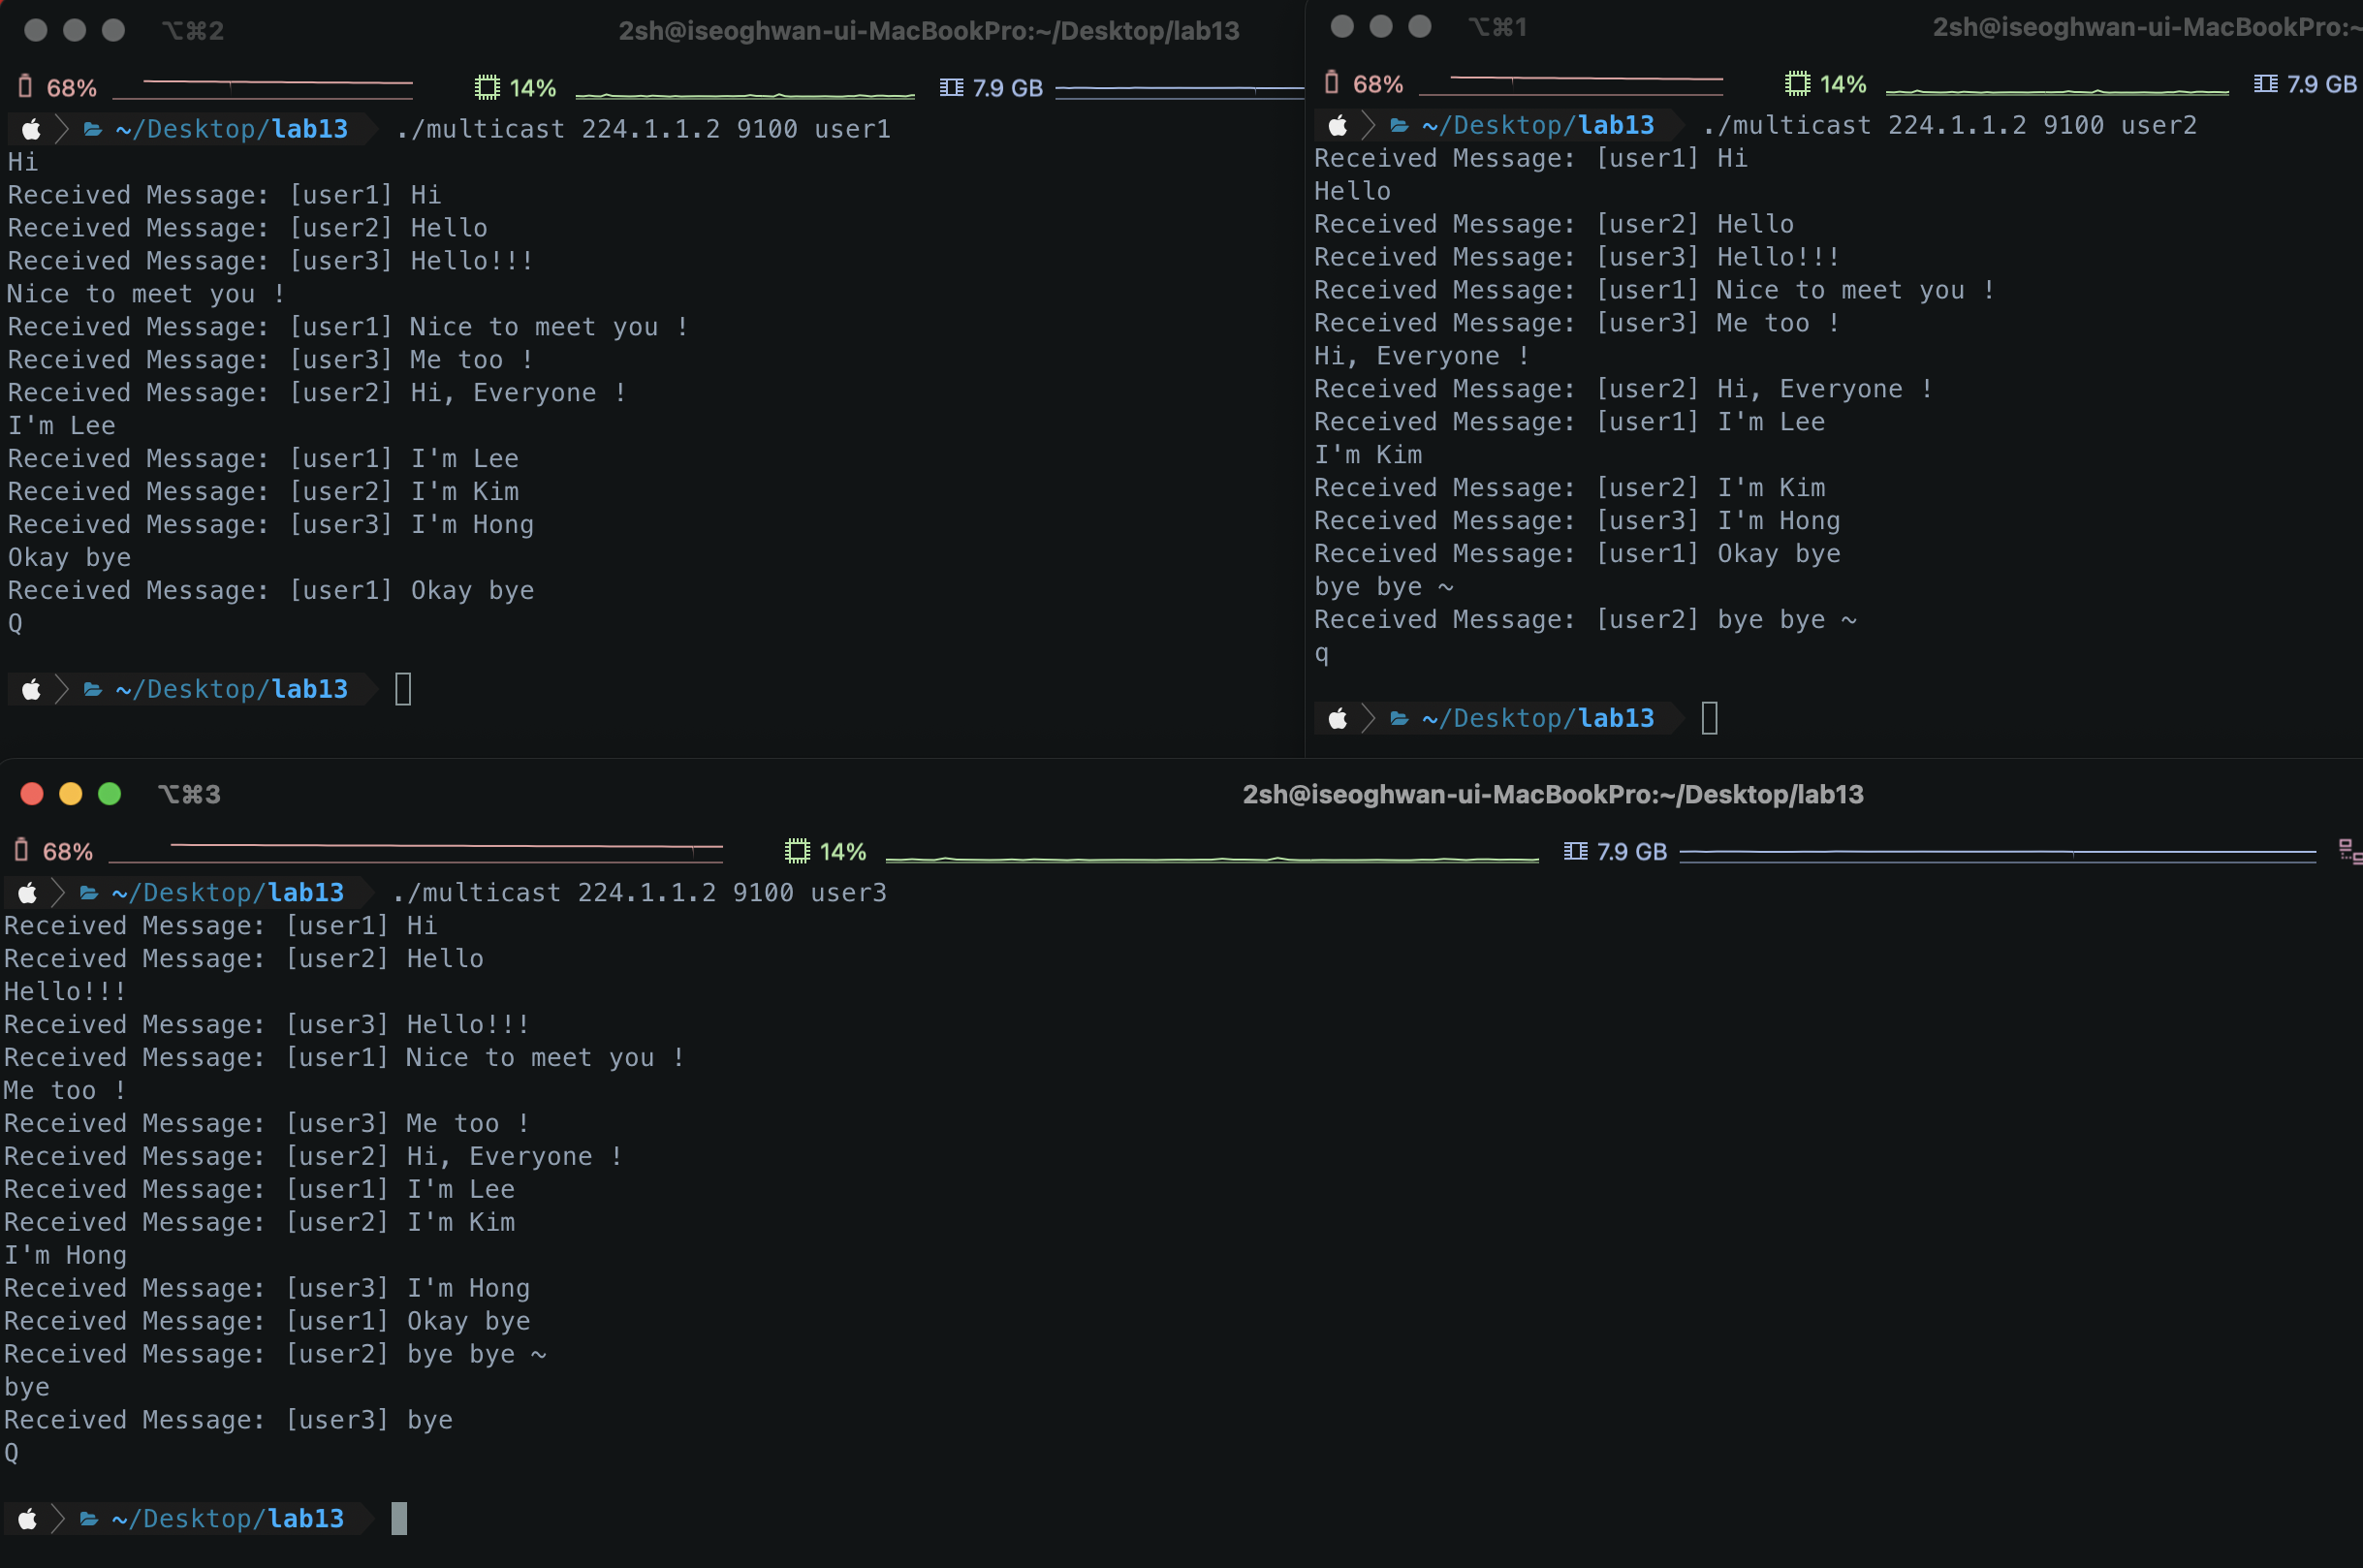 ⌥⌘2
2sh@iseoghwan-ui-MacBookPro:~/Desktop/lab13
68% 14% 7.9 GB
~/Desktop/lab13 ./multicast 224.1.1.2 9100 user1
Hi
Received Message: [user1] Hi
Received Message: [user2] Hello
Received Message: [user3] Hello!!!
Nice to meet you !
Received Message: [user1] Nice to meet you !
Received Message: [user3] Me too !
Received Message: [user2] Hi, Everyone !
I'm Lee
Received Message: [user1] I'm Lee
Received Message: [user2] I'm Kim
Received Message: [user3] I'm Hong
Okay bye
Received Message: [user1] Okay bye
Q
~/Desktop/lab13
⌥⌘1
2sh@iseoghwan-ui-MacBookPro:~
68% 14% 7.9 GB
~/Desktop/lab13 ./multicast 224.1.1.2 9100 user2
Received Message: [user1] Hi
Hello
Received Message: [user2] Hello
Received Message: [user3] Hello!!!
Received Message: [user1] Nice to meet you !
Received Message: [user3] Me too !
Hi, Everyone !
Received Message: [user2] Hi, Everyone !
Received Message: [user1] I'm Lee
I'm Kim
Received Message: [user2] I'm Kim
Received Message: [user3] I'm Hong
Received Message: [user1] Okay bye
bye bye ~
Received Message: [user2] bye bye ~
q
~/Desktop/lab13
⌥⌘3
2sh@iseoghwan-ui-MacBookPro:~/Desktop/lab13
68% 14% 7.9 GB
~/Desktop/lab13 ./multicast 224.1.1.2 9100 user3
Received Message: [user1] Hi
Received Message: [user2] Hello
Hello!!!
Received Message: [user3] Hello!!!
Received Message: [user1] Nice to meet you !
Me too !
Received Message: [user3] Me too !
Received Message: [user2] Hi, Everyone !
Received Message: [user1] I'm Lee
Received Message: [user2] I'm Kim
I'm Hong
Received Message: [user3] I'm Hong
Received Message: [user1] Okay bye
Received Message: [user2] bye bye ~
bye
Received Message: [user3] bye
Q
~/Desktop/lab13